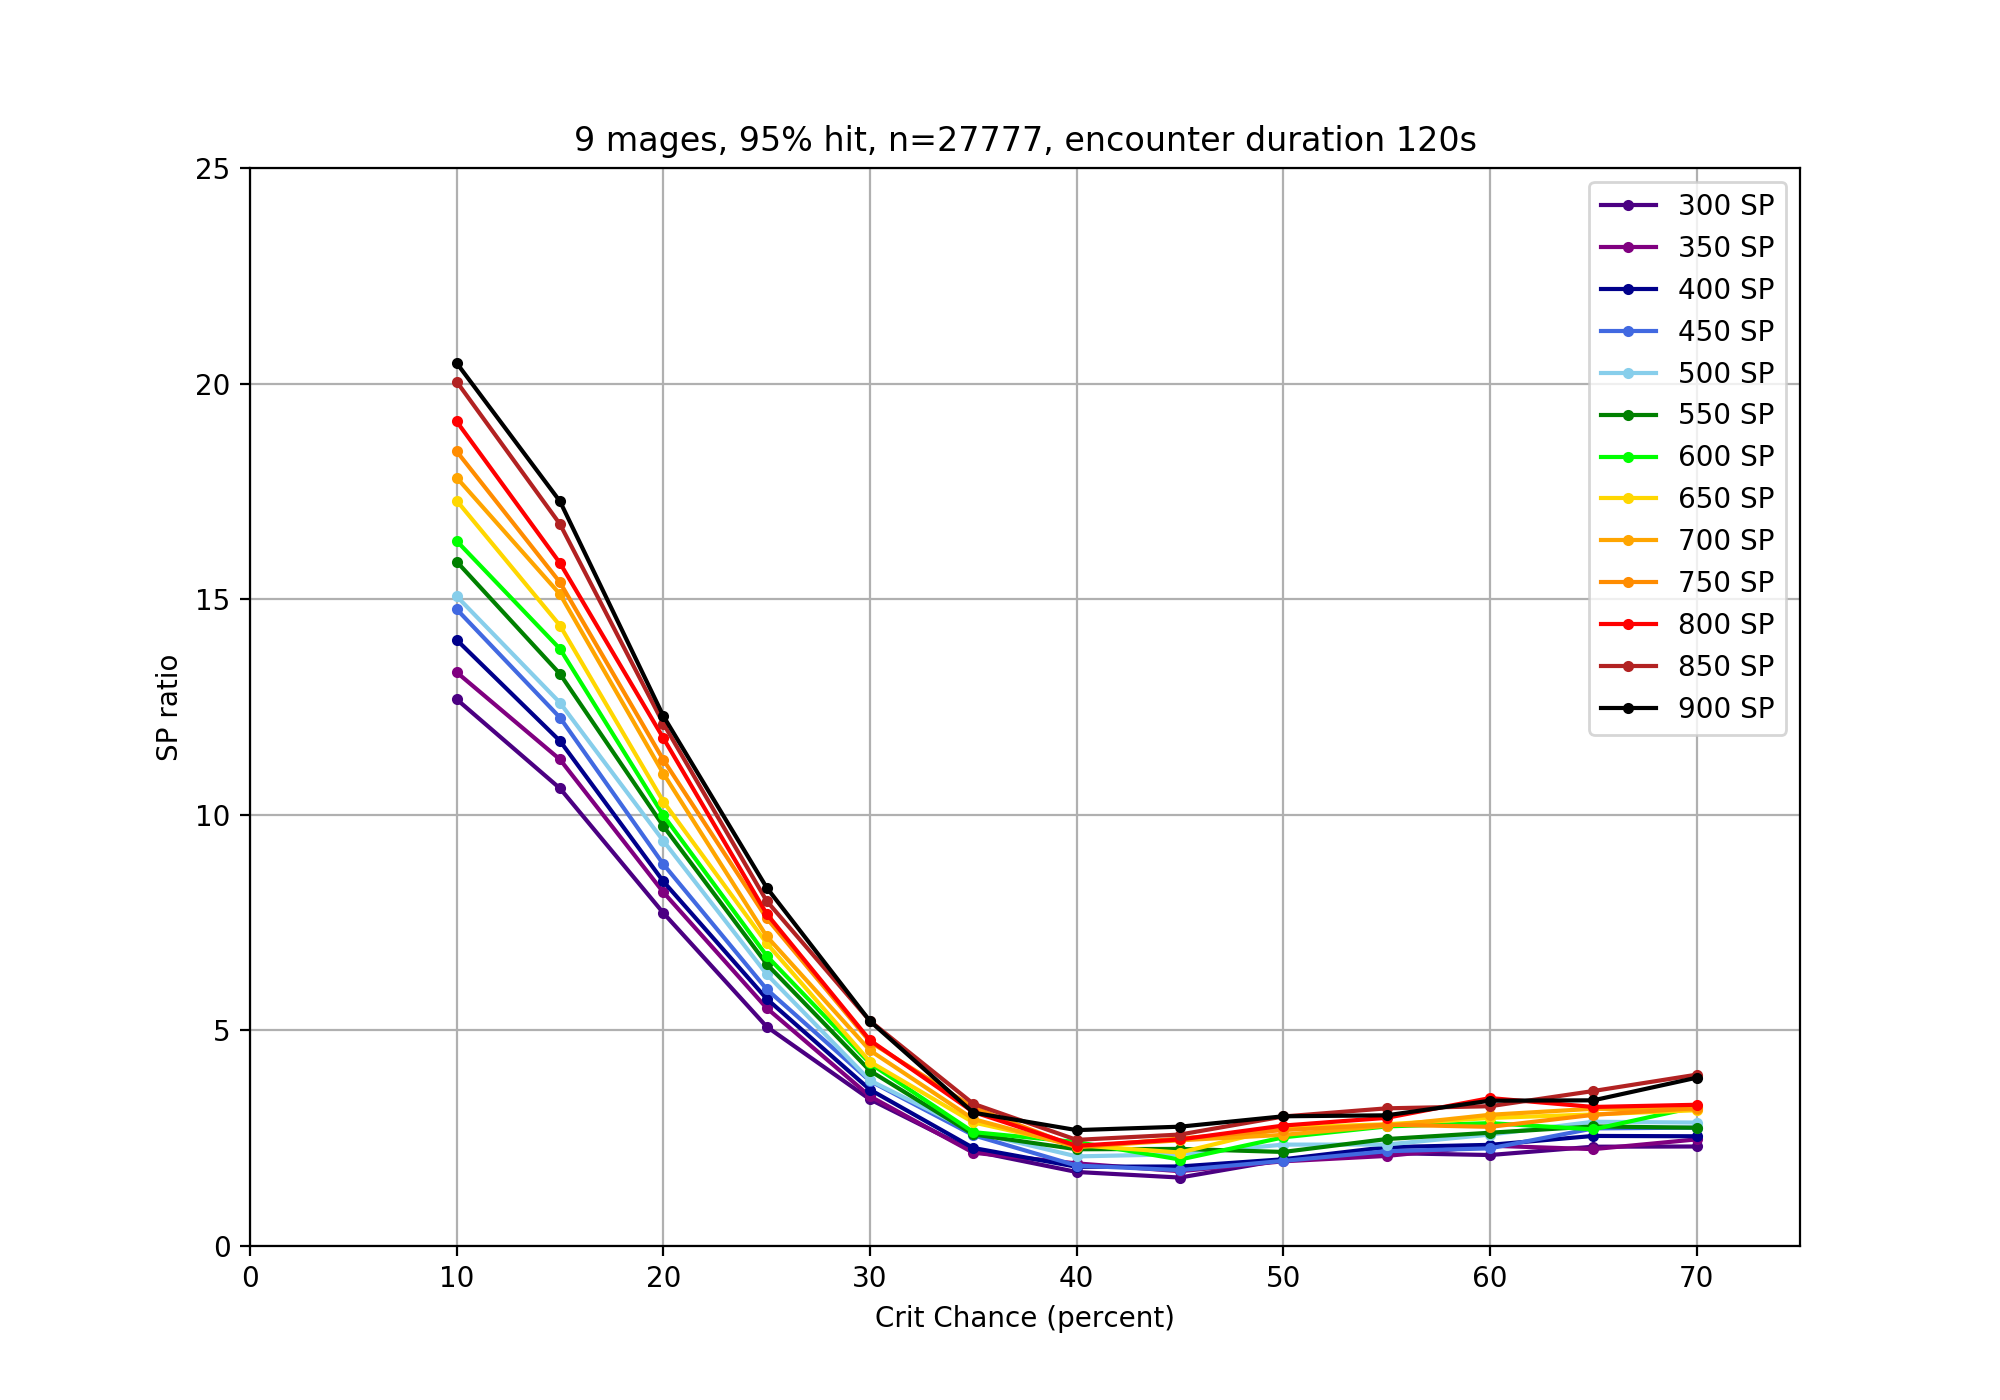 9 mages, 95% hit, n=27777, encounter duration 120s
25
20
15
10
5
0
SP ratio
300 SP
350 SP
400 SP
450 SP
500 SP
550 SP
600 SP
650 SP
700 SP
750 SP
800 SP
850 SP
900 SP
0 10 20 30 40 50 60 70
Crit Chance (percent)